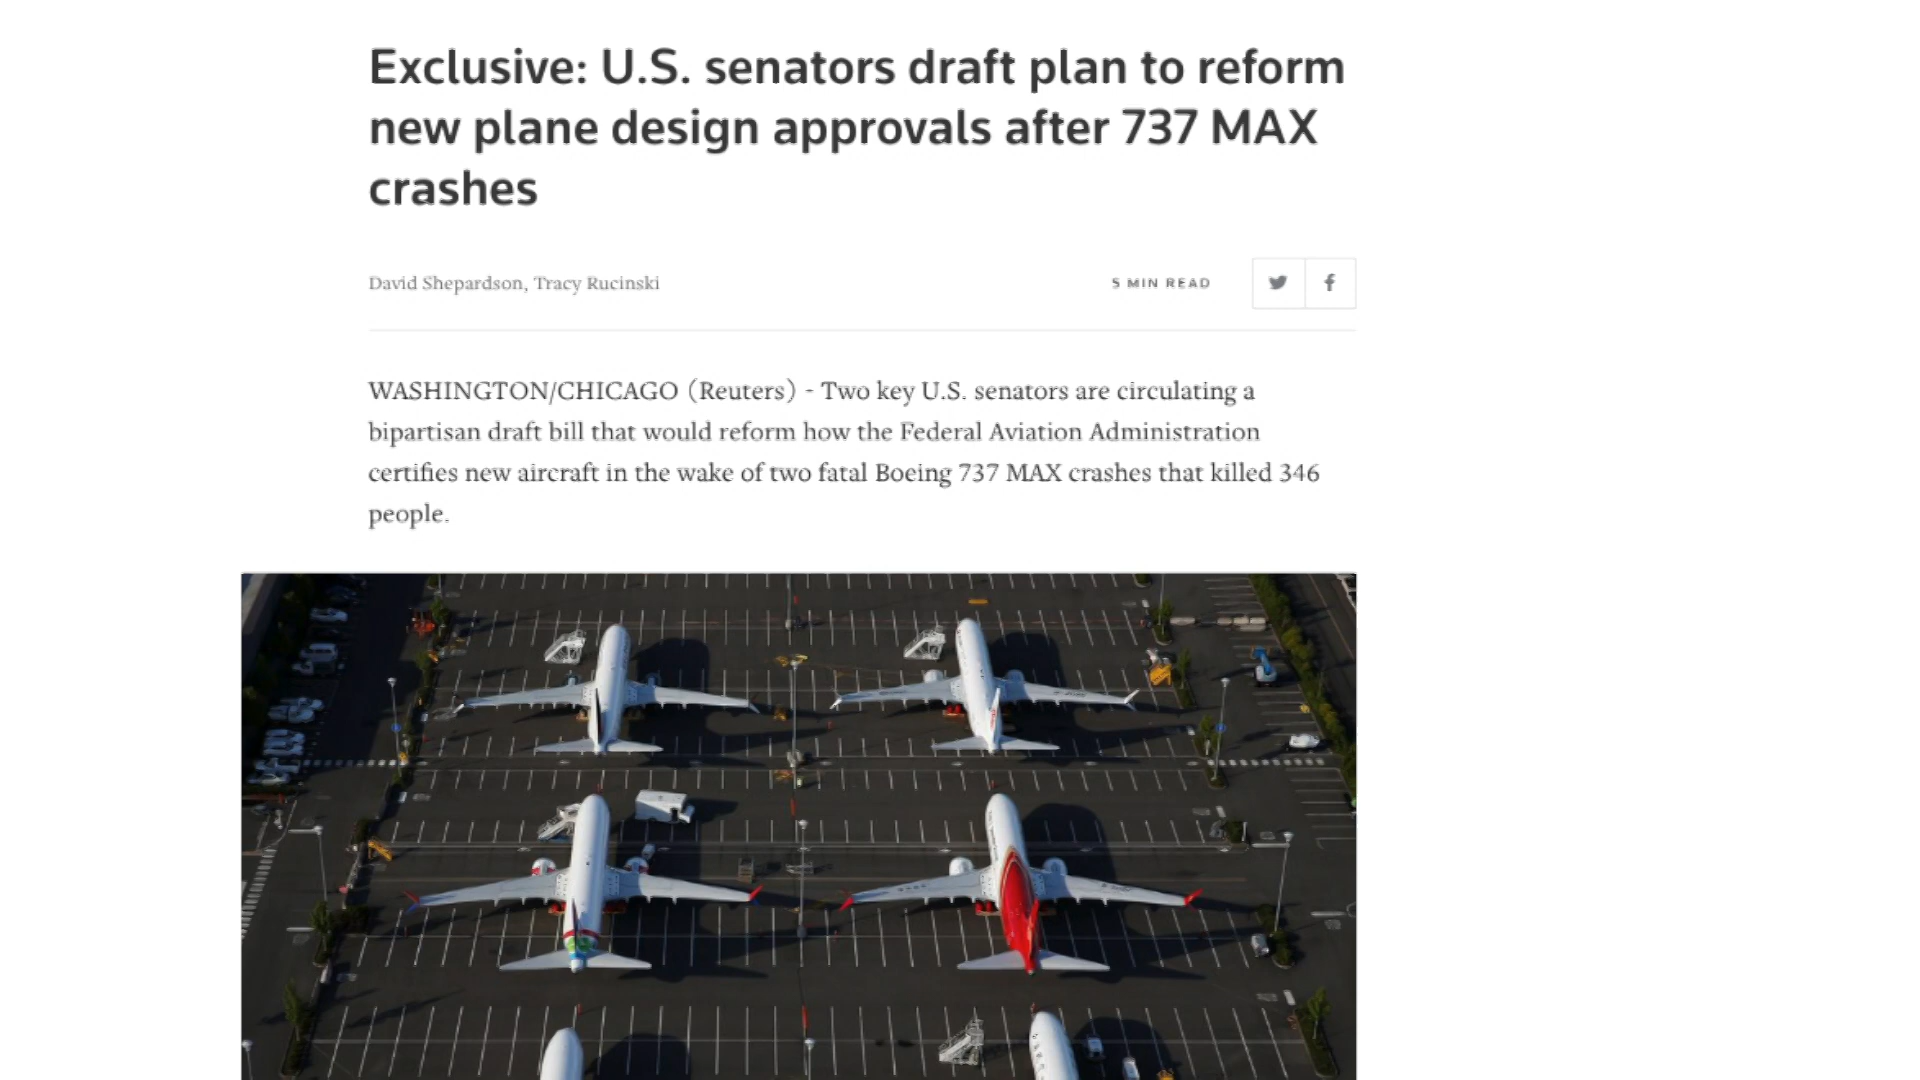 Exclusive: U.S. senators draft plan to reform
new plane design approvals after 737 MAX
crashes
David Shepardson, Tracy Rucinski
5 MIN READ
WASHINGTON/CHICAGO (Reuters) - Two key U.S. senators are circulating a
bipartisan draft bill that would reform how the Federal Aviation Administration
certifies new aircraft in the wake of two fatal Boeing 737 MAX crashes that killed 346
people.